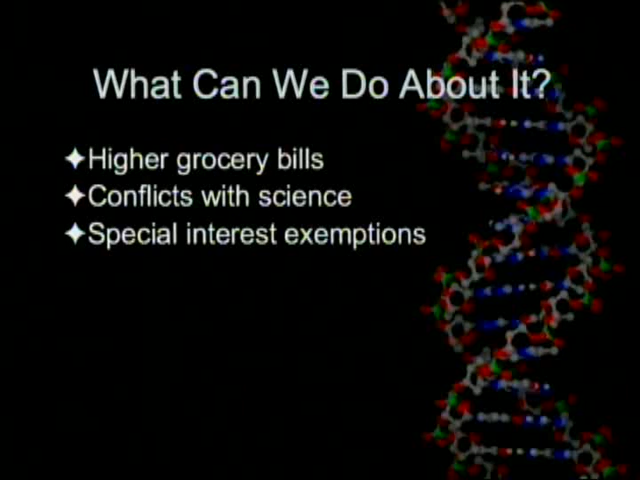 What Can We Do About It?
✦Higher grocery bills
✦Conflicts with science
✦Special interest exemptions